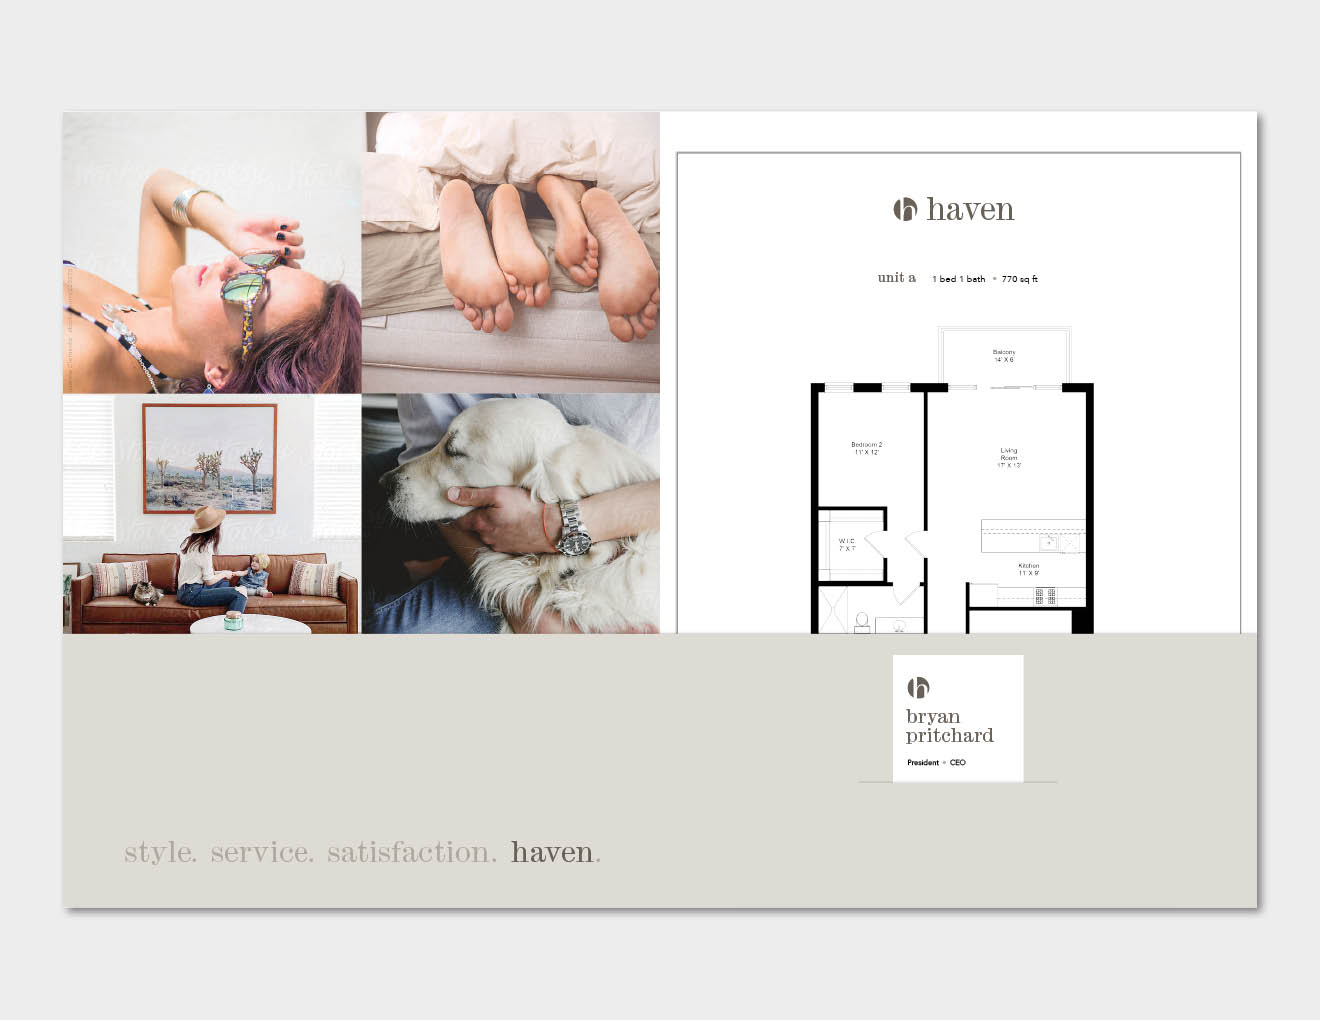 haven
unit a 1 bed 1 bath • 770 sq ft
Balcony
14' X 6'
Bedroom 2
11' X 12'
Living
Room
17' X 13'
W.I.C.
7' X 7'
Kitchen
11' X 9'
bryan
pritchard
President • CEO
style. service. satisfaction. haven.